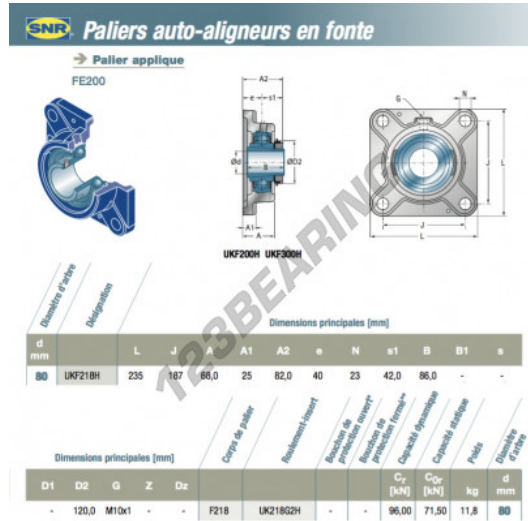 SNR Paliers auto-aligneurs en fonte
Palier applique
FE200
A2
e s1
N
G
Ød
B
ØD2
J
L
A1
A
J
L
UKF200H UKF300H
123BEARING
Diamètre d'arbre
Désignation
Dimensions principales [mm]
d mm L J A A1 A2 e N s1 B B1 s
80 UKF218H 235 187 68,0 25 82,0 40 23 42,0 86,0 - -
Dimensions principales [mm]
Corps de palier
Roulement-insert
Bouchon de protection ouvert*
Bouchon de protection fermé**
Capacité dynamique
Capacité statique
Poids
Diamètre d'arbre
D1 D2 G Z Dz Cr [kN] C0r [kN] kg d mm
- 120,0 M10x1 - - F218 UK218G2H - - 96,00 71,50 11,8 80